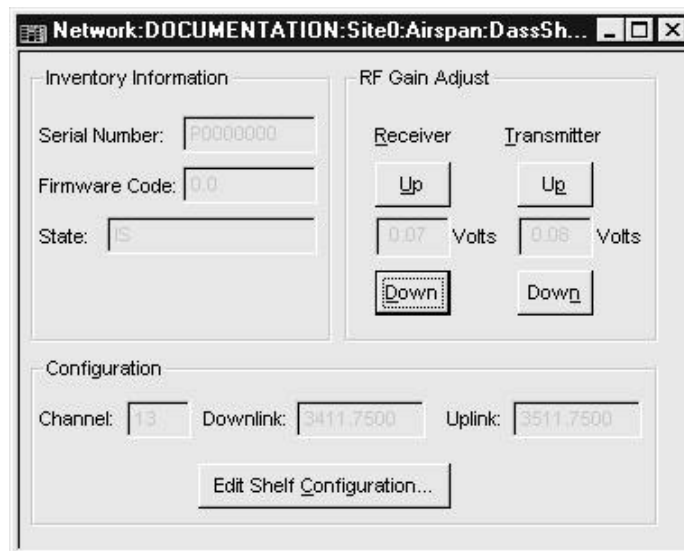 Network:DOCUMENTATION:Site0:Airspan:DassSh...
Inventory Information
Serial Number: P0000000
Firmware Code: 0.0
State: IS
RF Gain Adjust
Receiver Transmitter
Up Up
0.07 Volts 0.08 Volts
Down Down
Configuration
Channel: 13 Downlink: 3411.7500 Uplink: 3511.7500
Edit Shelf Configuration...